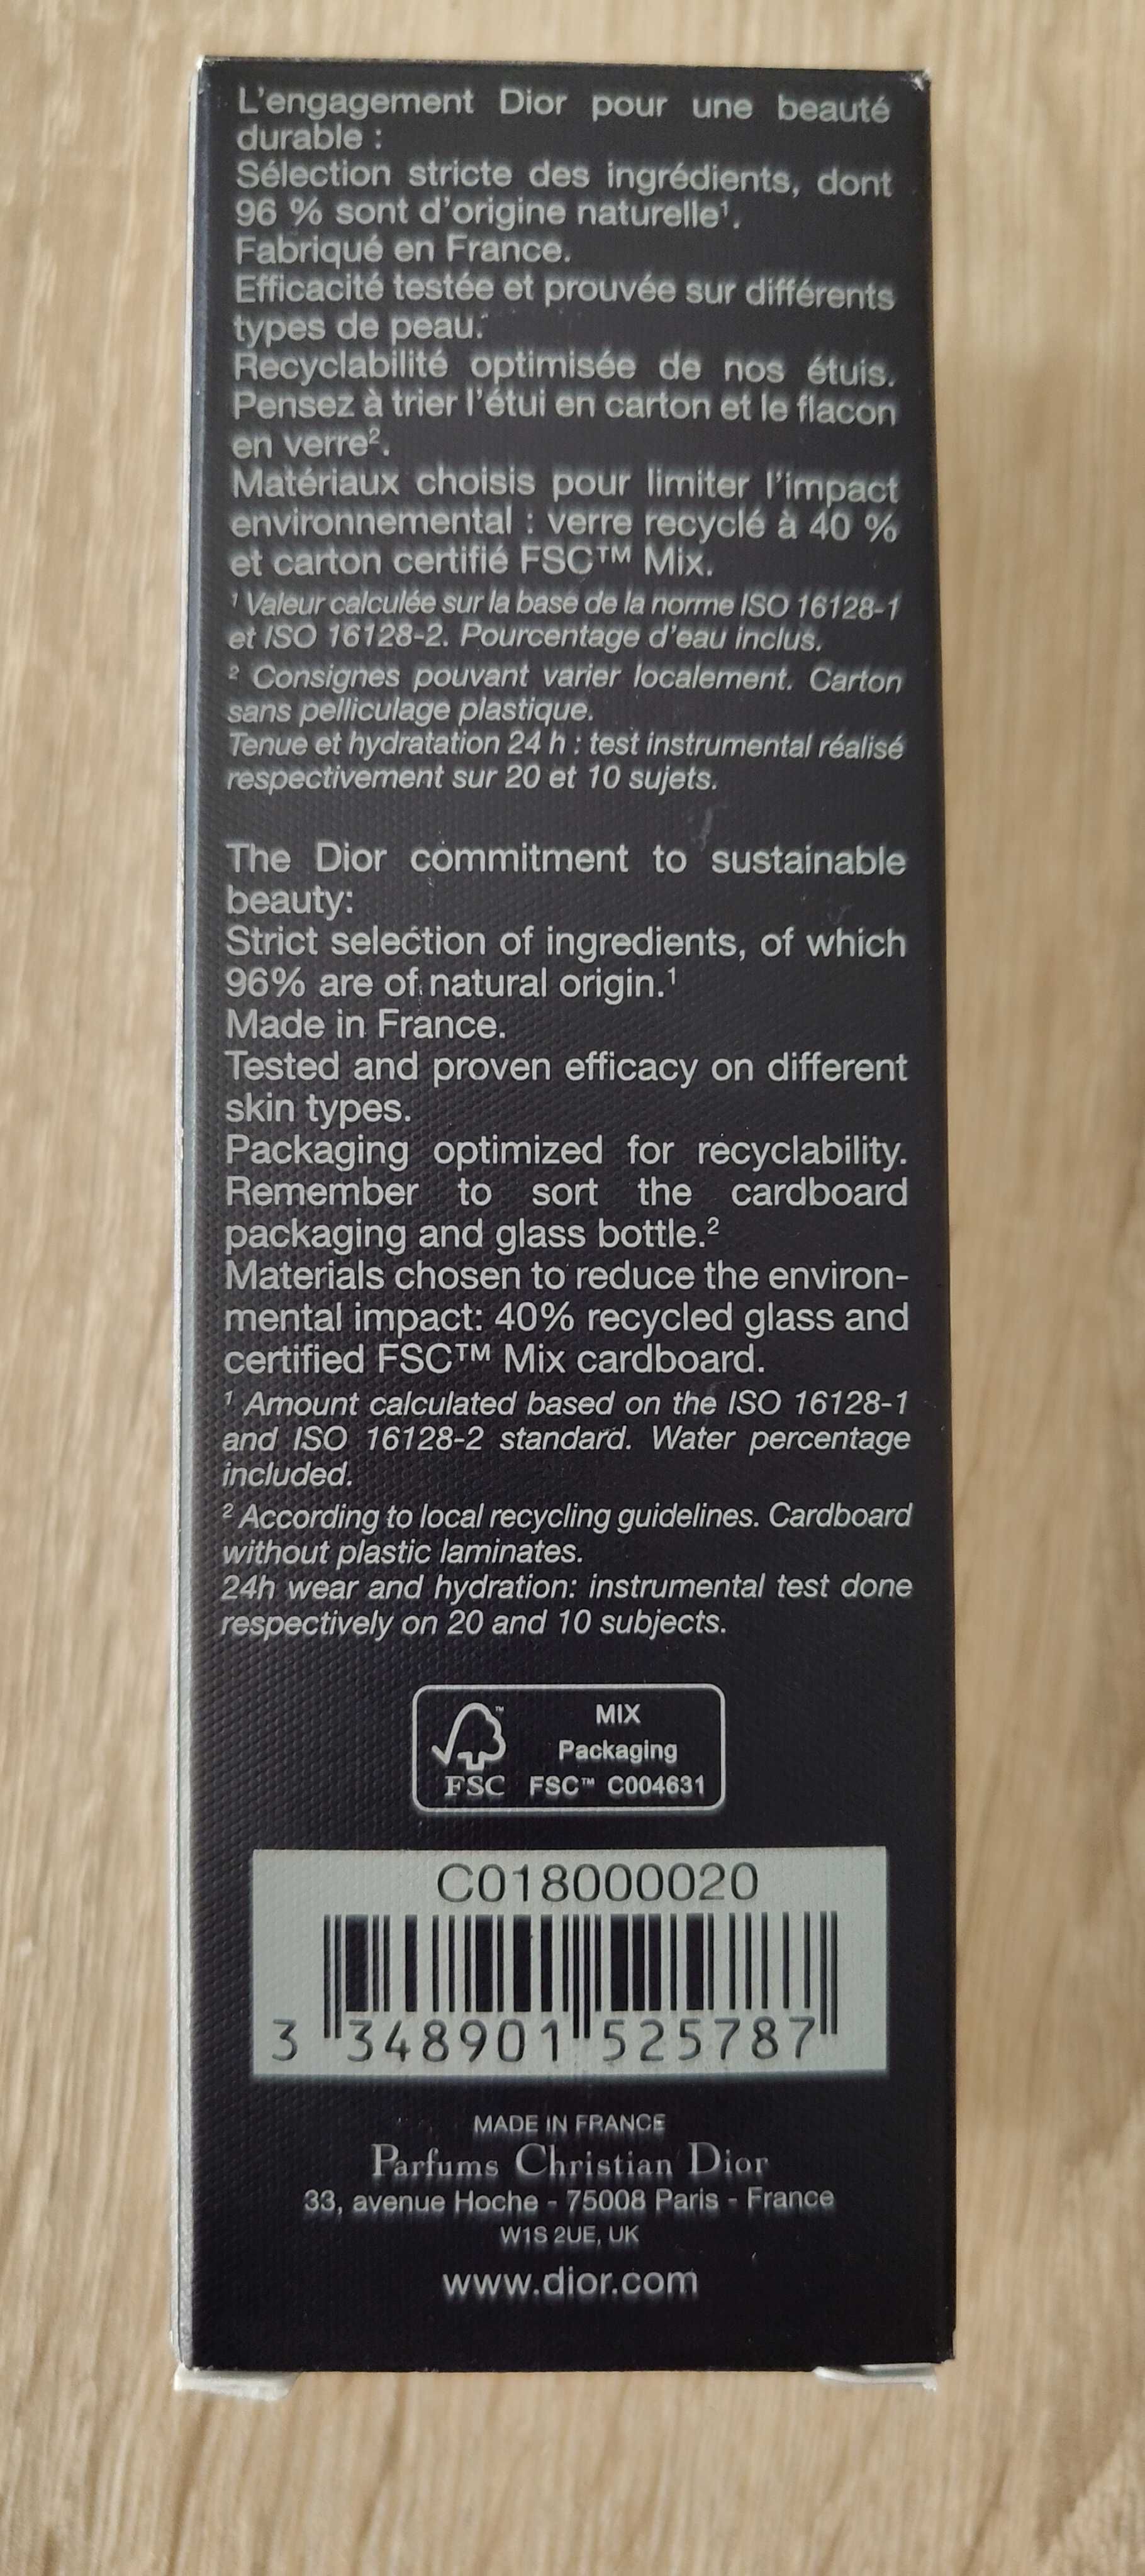 L'engagement Dior pour une beauté
durable :
Sélection stricte des ingrédients, dont
96 % sont d'origine naturelle¹.
Fabriqué en France.
Efficacité testée et prouvée sur différents
types de peau.
Recyclabilité optimisée de nos étuis.
Pensez à trier l'étui en carton et le flacon
en verre².
Matériaux choisis pour limiter l'impact
environnemental : verre recyclé à 40 %
et carton certifié FSC™ Mix.
¹ Valeur calculée sur la base de la norme ISO 16128-1
et ISO 16128-2. Pourcentage d'eau inclus.
² Consignes pouvant varier localement. Carton
sans pelliculage plastique.
Tenue et hydratation 24 h : test instrumental réalisé
respectivement sur 20 et 10 sujets.
The Dior commitment to sustainable
beauty:
Strict selection of ingredients, of which
96% are of natural origin.¹
Made in France.
Tested and proven efficacy on different
skin types.
Packaging optimized for recyclability.
Remember to sort the cardboard
packaging and glass bottle.²
Materials chosen to reduce the environ-
mental impact: 40% recycled glass and
certified FSC™ Mix cardboard.
¹ Amount calculated based on the ISO 16128-1
and ISO 16128-2 standard. Water percentage
included.
² According to local recycling guidelines. Cardboard
without plastic laminates.
24h wear and hydration: instrumental test done
respectively on 20 and 10 subjects.
MIX
Packaging
FSC FSC™ C004631
C018000020
3 348901 525787
MADE IN FRANCE
Parfums Christian Dior
33, avenue Hoche - 75008 Paris - France
W1S 2UE, UK
www.dior.com